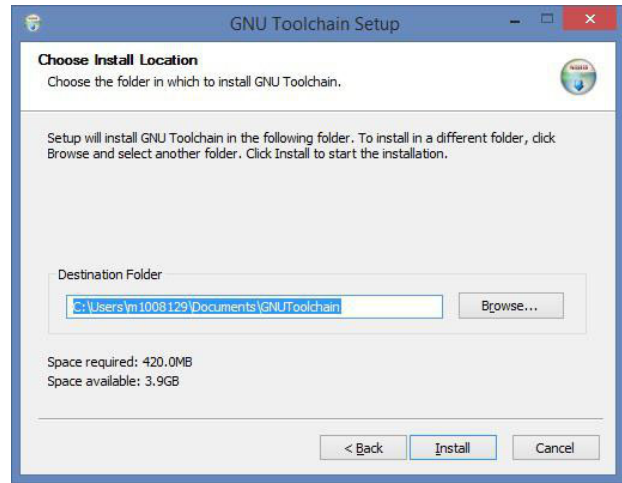 GNU Toolchain Setup
Choose Install Location
Choose the folder in which to install GNU Toolchain.
Setup will install GNU Toolchain in the following folder. To install in a different folder, click
Browse and select another folder. Click Install to start the installation.
Destination Folder
C:\Users\m1008129\Documents\GNUToolchain
Browse...
Space required: 420.0MB
Space available: 3.9GB
< Back
Install
Cancel